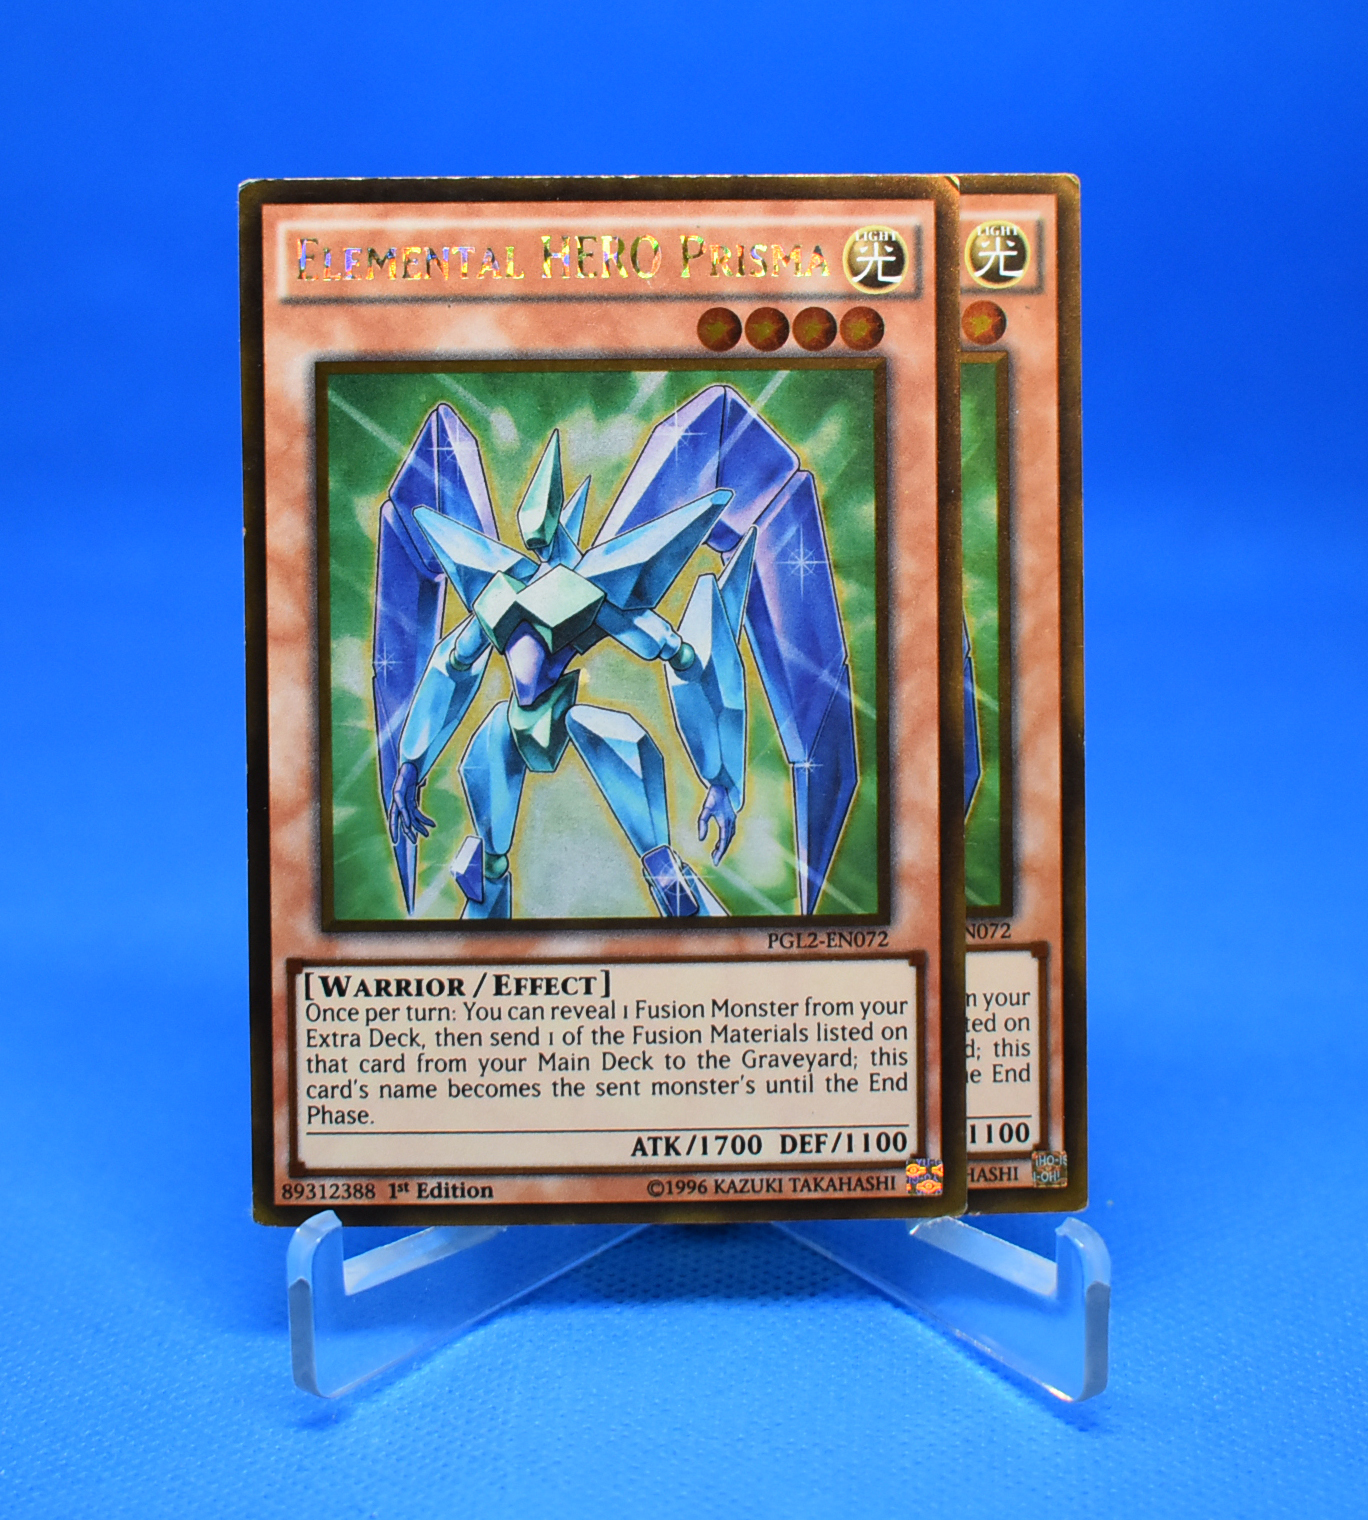 Elemental HERO Prisma
LIGHT
光
LIGHT
光
PGL2-EN072
N072
[Warrior / Effect]
Once per turn: You can reveal 1 Fusion Monster from your
Extra Deck, then send 1 of the Fusion Materials listed on
that card from your Main Deck to the Graveyard; this
card's name becomes the sent monster's until the End
Phase.
ATK/1700 DEF/1100
89312388 1st Edition
©1996 KAZUKI TAKAHASHI
your
ted on
; this
End
1100
HASHI